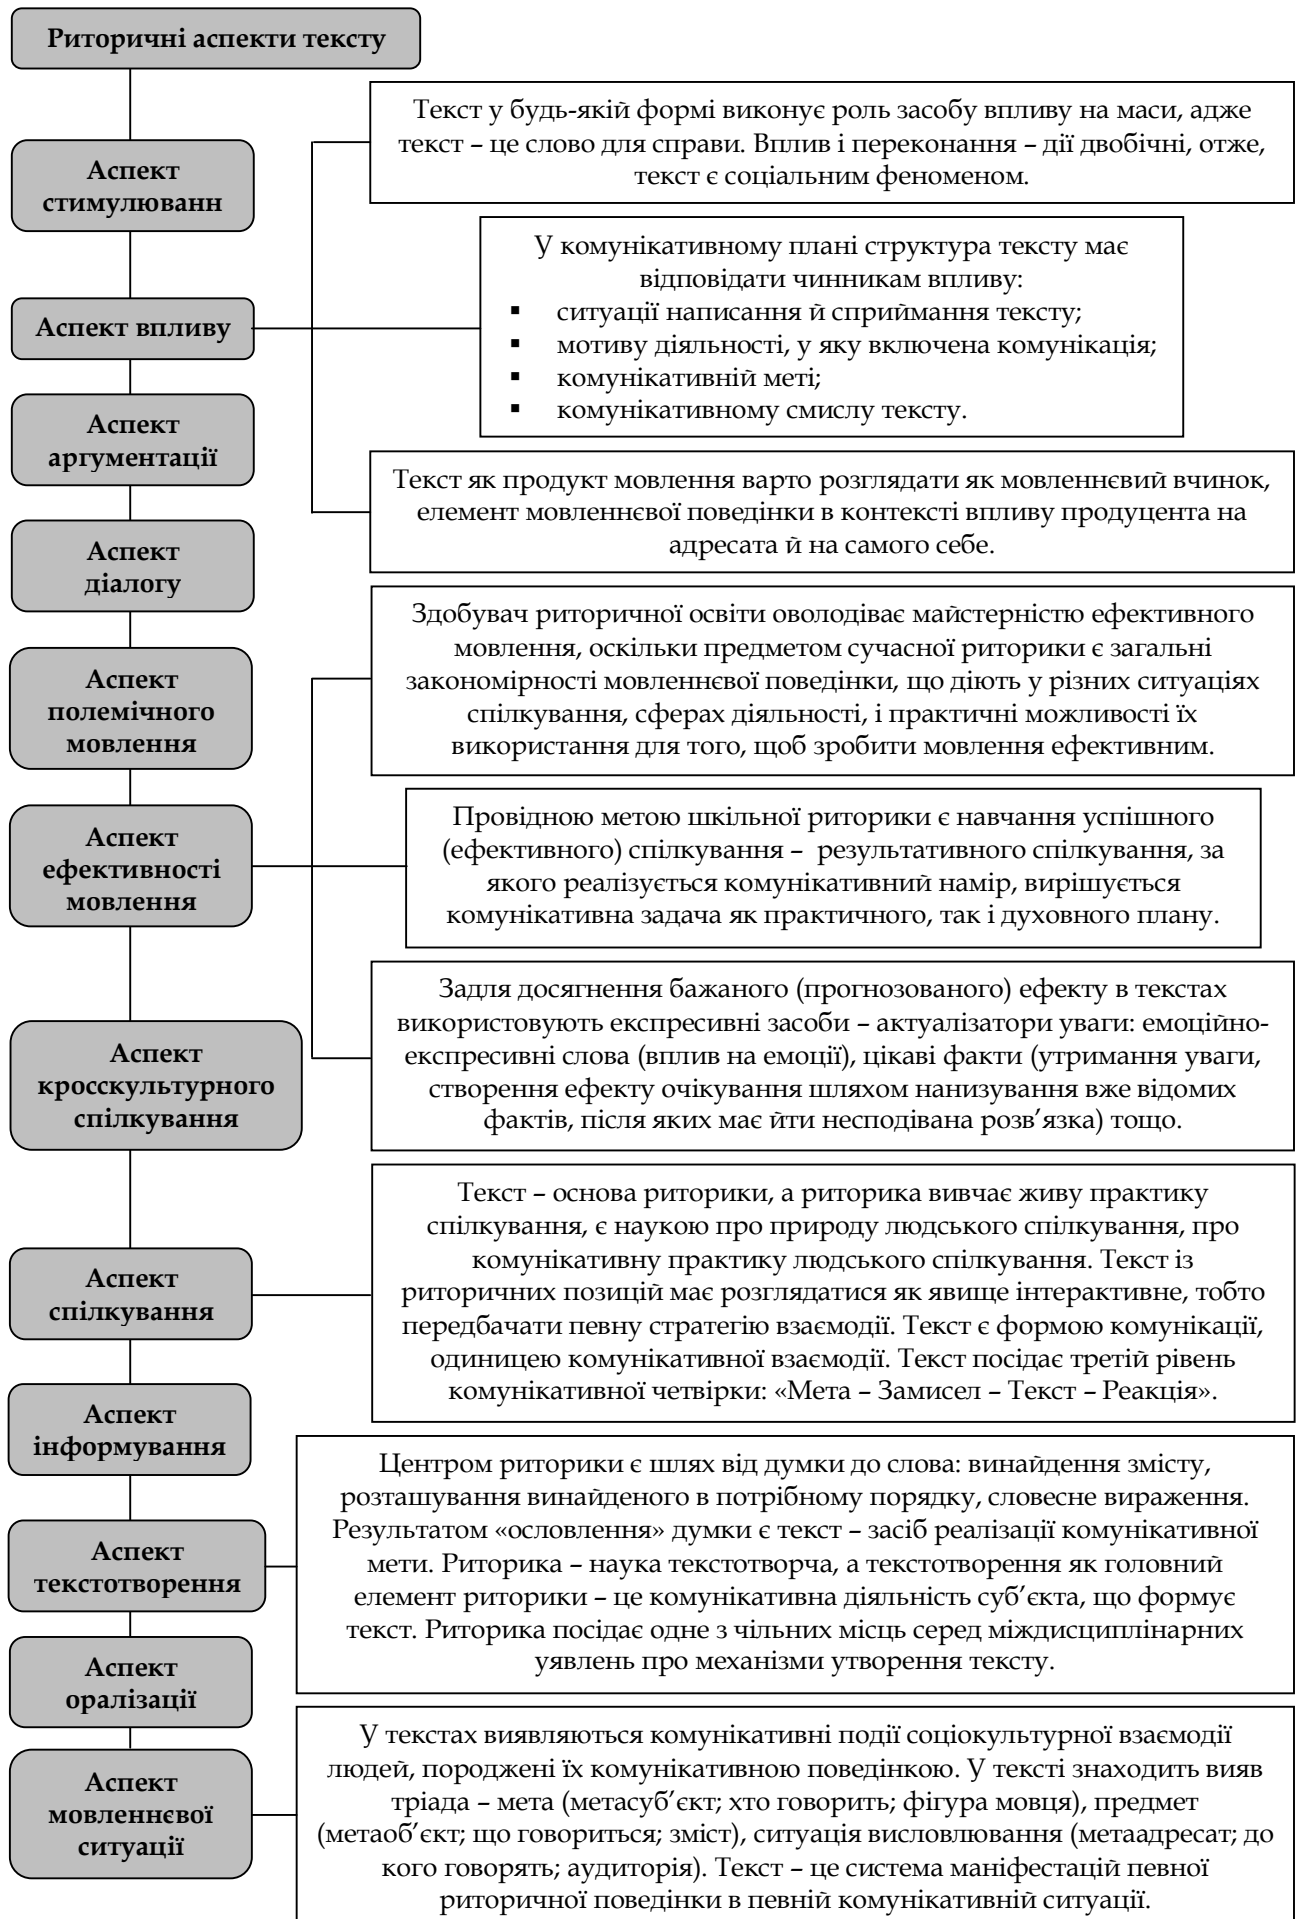 Риторичні аспекти тексту
Аспект
стимулюванн
Текст у будь-якій формі виконує роль засобу впливу на маси, адже
текст – це слово для справи. Вплив і переконання – дії двобічні, отже,
текст є соціальним феноменом.
Аспект впливу
У комунікативному плані структура тексту має
відповідати чинникам впливу:
▪ ситуації написання й сприймання тексту;
▪ мотиву діяльності, у яку включена комунікація;
▪ комунікативній меті;
▪ комунікативному смислу тексту.
Аспект
аргументації
Текст як продукт мовлення варто розглядати як мовленнєвий вчинок,
елемент мовленнєвої поведінки в контексті впливу продуцента на
адресата й на самого себе.
Аспект
діалогу
Здобувач риторичної освіти оволодіває майстерністю ефективного
мовлення, оскільки предметом сучасної риторики є загальні
закономірності мовленнєвої поведінки, що діють у різних ситуаціях
спілкування, сферах діяльності, і практичні можливості їх
використання для того, щоб зробити мовлення ефективним.
Аспект
полемічного
мовлення
Аспект
ефективності
мовлення
Провідною метою шкільної риторики є навчання успішного
(ефективного) спілкування – результативного спілкування, за
якого реалізується комунікативний намір, вирішується
комунікативна задача як практичного, так і духовного плану.
Задля досягнення бажаного (прогнозованого) ефекту в текстах
використовують експресивні засоби – актуалізатори уваги: емоційно-
експресивні слова (вплив на емоції), цікаві факти (утримання уваги,
створення ефекту очікування шляхом нанизування вже відомих
фактів, після яких має йти несподівана розв’язка) тощо.
Аспект
кросскультурного
спілкування
Текст – основа риторики, а риторика вивчає живу практику
спілкування, є наукою про природу людського спілкування, про
комунікативну практику людського спілкування. Текст із
риторичних позицій має розглядатися як явище інтерактивне, тобто
передбачати певну стратегію взаємодії. Текст є формою комунікації,
одиницею комунікативної взаємодії. Текст посідає третій рівень
комунікативної четвірки: «Мета – Замисел – Текст – Реакція».
Аспект
спілкування
Аспект
інформування
Центром риторики є шлях від думки до слова: винайдення змісту,
розташування винайденого в потрібному порядку, словесне вираження.
Результатом «ословлення» думки є текст – засіб реалізації комунікативної
мети. Риторика – наука текстотворча, а текстотворення як головний
елемент риторики – це комунікативна діяльність суб’єкта, що формує
текст. Риторика посідає одне з чільних місць серед міждисциплінарних
уявлень про механізми утворення тексту.
Аспект
текстотворення
Аспект
оралізації
У текстах виявляються комунікативні події соціокультурної взаємодії
людей, породжені їх комунікативною поведінкою. У тексті знаходить вияв
тріада – мета (метасуб’єкт; хто говорить; фігура мовця), предмет
(метаоб’єкт; що говориться; зміст), ситуація висловлювання (метаадресат; до
кого говорять; аудиторія). Текст – це система маніфестацій певної
риторичної поведінки в певній комунікативній ситуації.
Аспект
мовленнєвої
ситуації